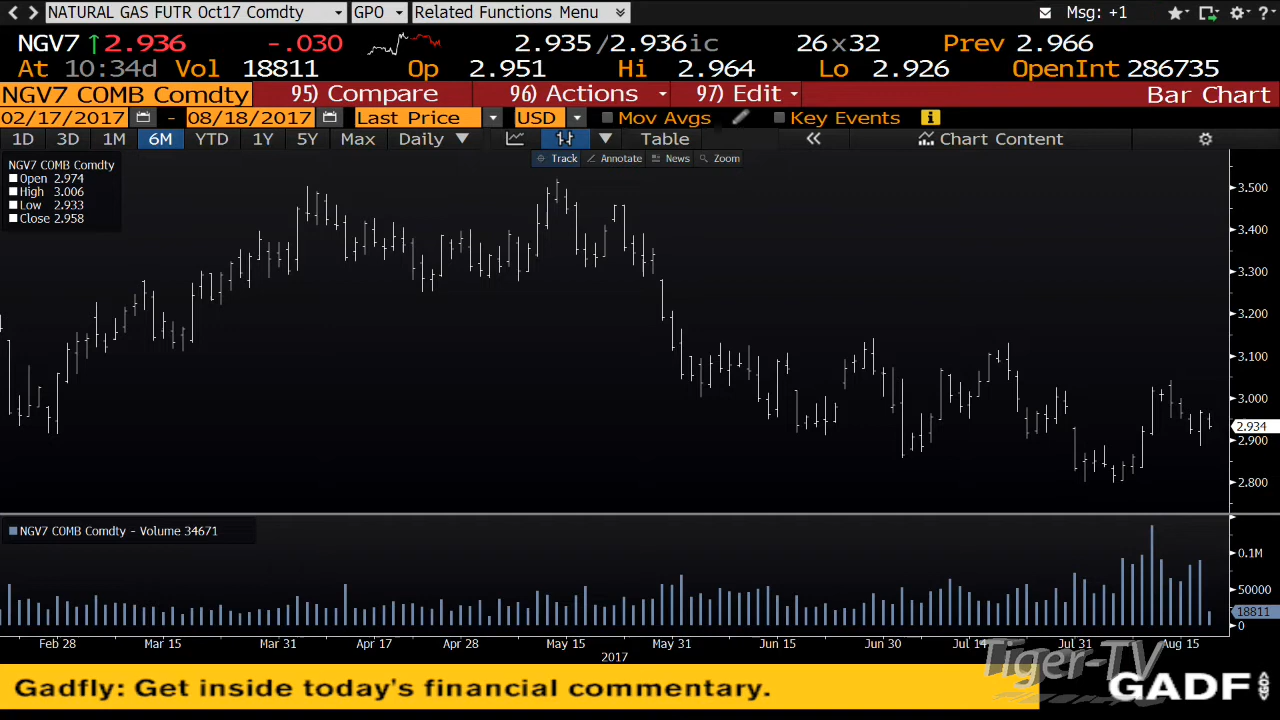 NATURAL GAS FUTR Oct17 Comdty GPO Related Functions Menu Msg: +1 ?
NGV7 ↑2.936 -.030 2.935/2.936ic 26x32 Prev 2.966
At 10:34d Vol 18811 Op 2.951 Hi 2.964 Lo 2.926 OpenInt 286735
NGV7 COMB Comdty 95) Compare 96) Actions 97) Edit Bar Chart
02/17/2017 - 08/18/2017 Last Price USD Mov Avgs Key Events i
1D 3D 1M 6M YTD 1Y 5Y Max Daily Table « Chart Content
Track Annotate News Zoom
NGV7 COMB Comdty
Open 2.974
High 3.006
Low 2.933
Close 2.958
3.500
3.400
3.300
3.200
3.100
3.000
2.934
2.900
2.800
NGV7 COMB Comdty - Volume 34671
0.1M
50000
18811
0
Feb 28 Mar 15 Mar 31 Apr 17 Apr 28 May 15 May 31 Jun 15 Jun 30 Jul 14 Jul 31 Aug 15
2017
Tiger-TV
Gadfly: Get inside today's financial commentary. GADF <GO>